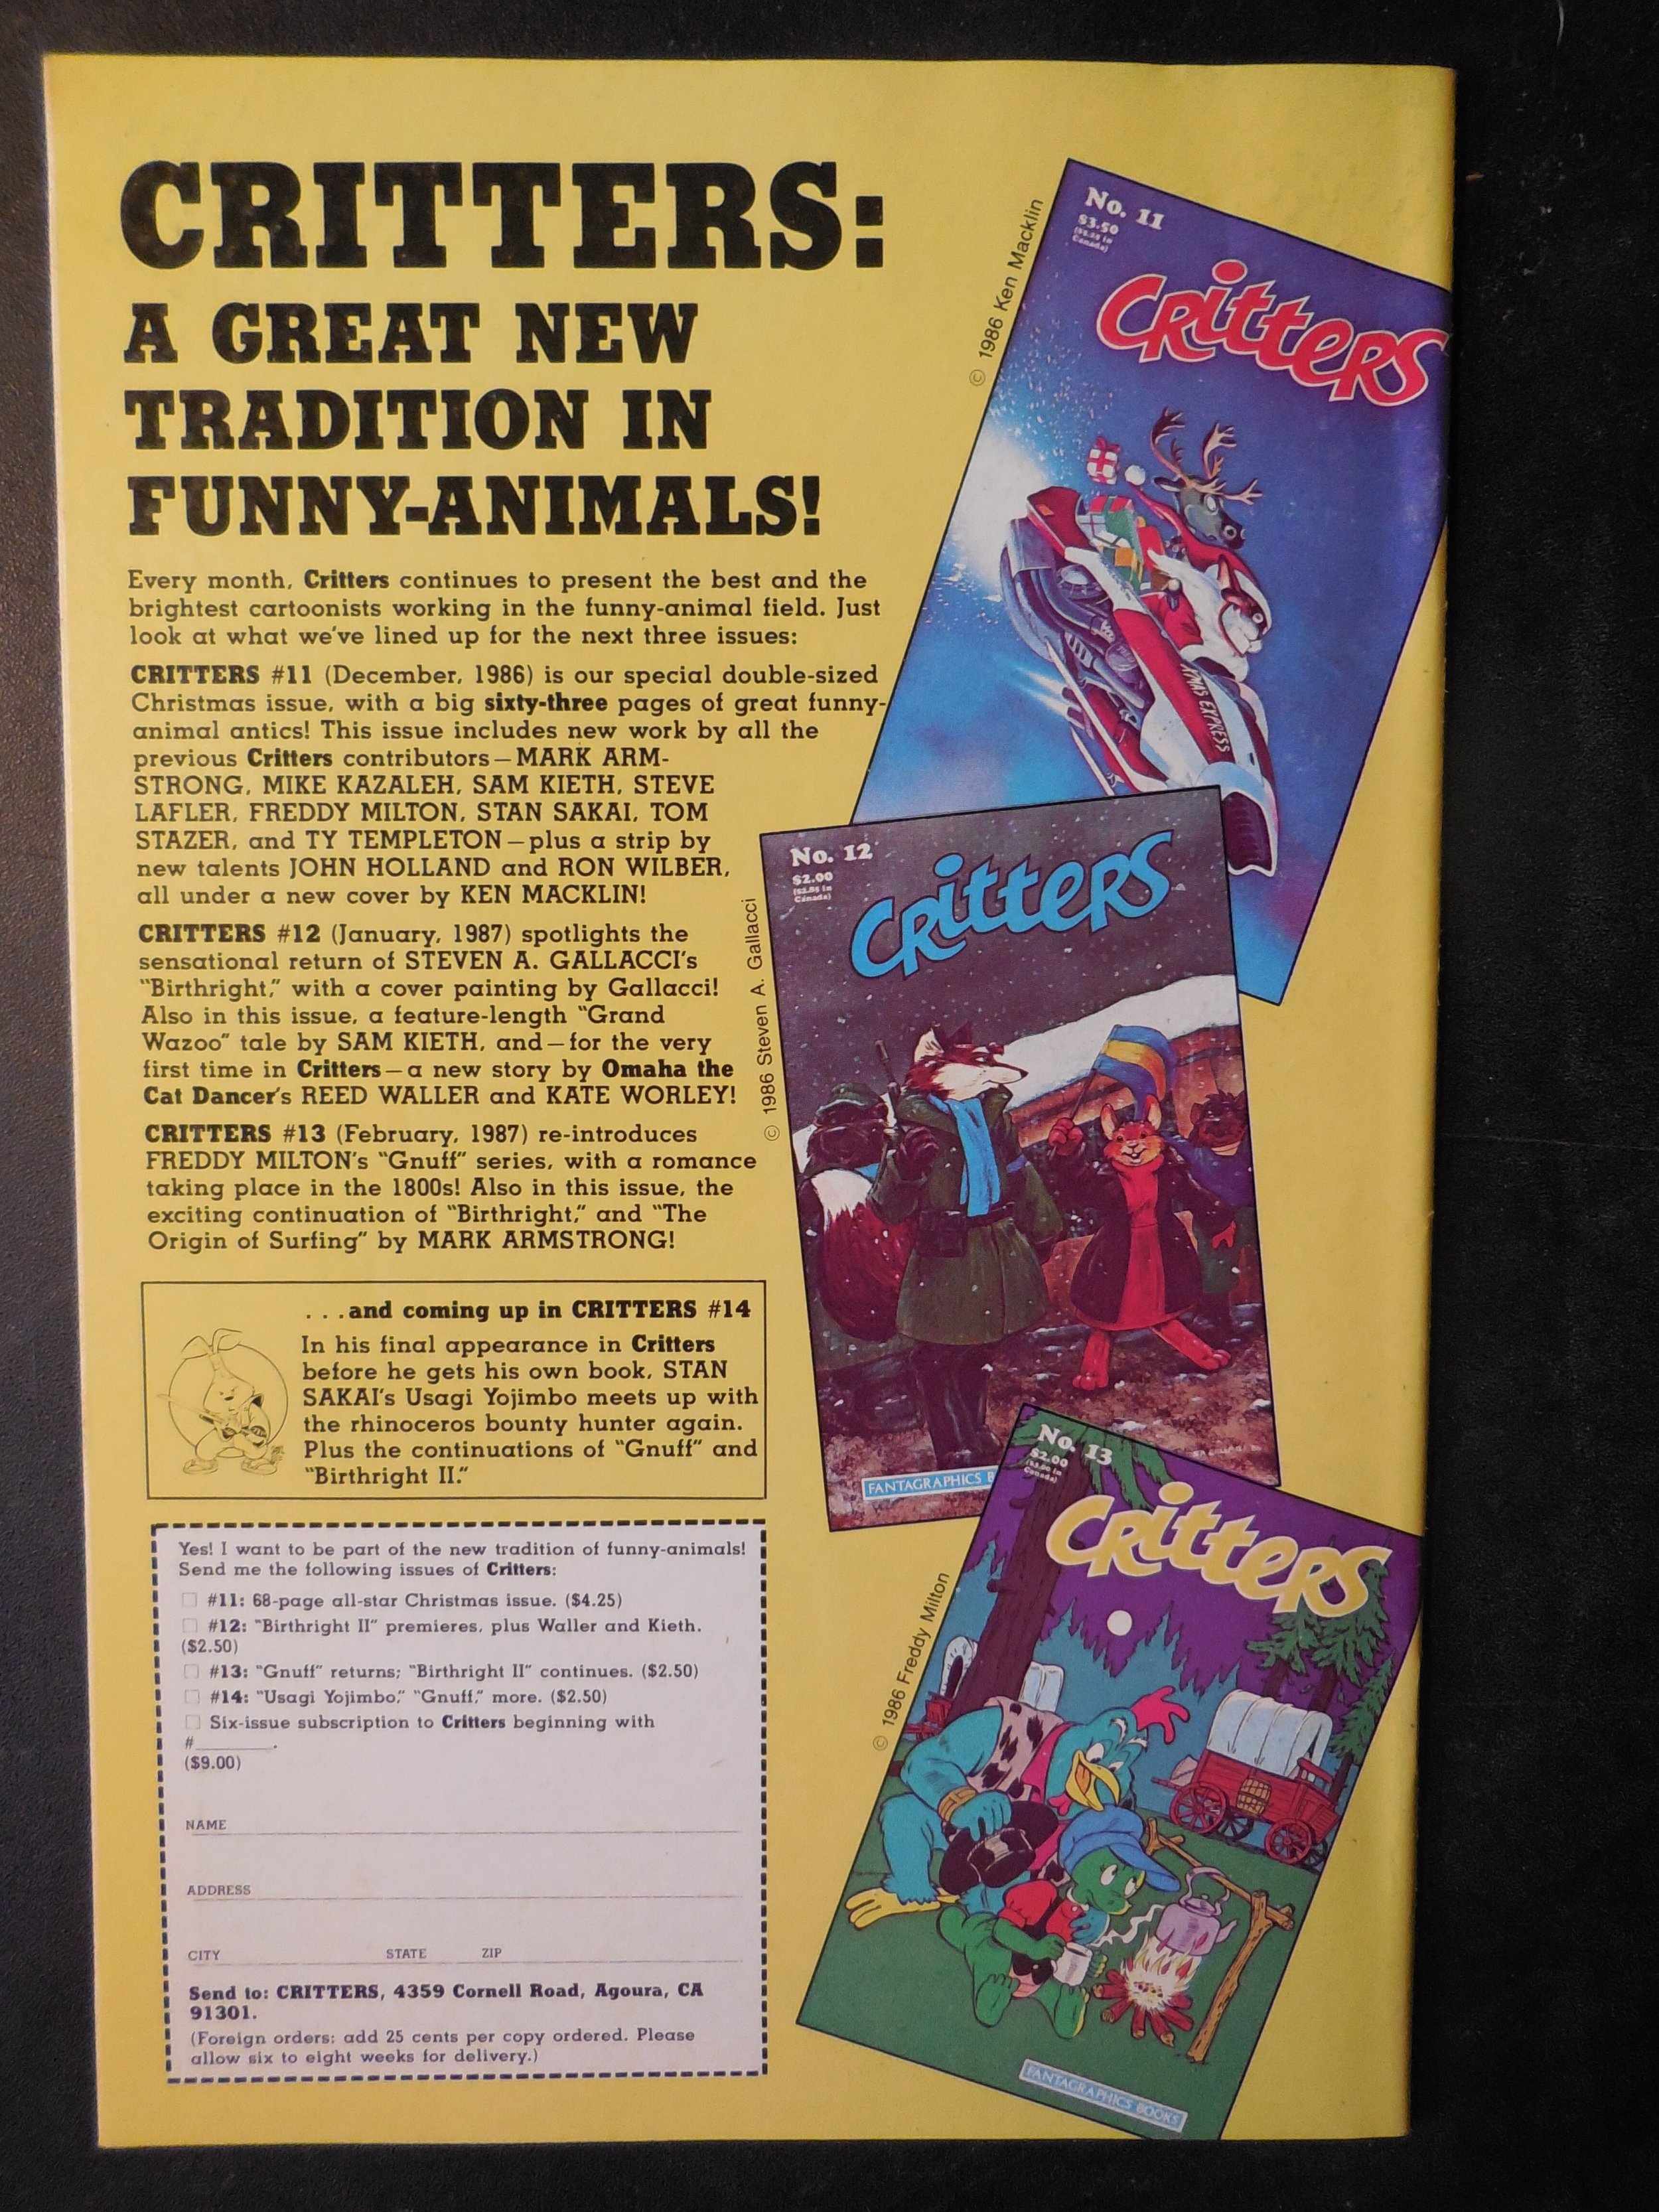 CRITTERS:
A GREAT NEW
TRADITION IN
FUNNY-ANIMALS!
Every month, Critters continues to present the best and the
brightest cartoonists working in the funny-animal field. Just
look at what we've lined up for the next three issues:
CRITTERS #11 (December, 1986) is our special double-sized
Christmas issue, with a big sixty-three pages of great funny-
animal antics! This issue includes new work by all the
previous Critters contributors—MARK ARM-
STRONG, MIKE KAZALEH, SAM KIETH, STEVE
LAFLER, FREDDY MILTON, STAN SAKAI, TOM
STAZER, and TY TEMPLETON—plus a strip by
new talents JOHN HOLLAND and RON WILBER,
all under a new cover by KEN MACKLIN!
CRITTERS #12 (January, 1987) spotlights the
sensational return of STEVEN A. GALLACCI's
"Birthright," with a cover painting by Gallacci!
Also in this issue, a feature-length "Grand
Wazoo" tale by SAM KIETH, and—for the very
first time in Critters—a new story by Omaha the
Cat Dancer's REED WALLER and KATE WORLEY!
CRITTERS #13 (February, 1987) re-introduces
FREDDY MILTON's "Gnuff" series, with a romance
taking place in the 1800s! Also in this issue, the
exciting continuation of "Birthright," and "The
Origin of Surfing" by MARK ARMSTRONG!
. . .and coming up in CRITTERS #14
In his final appearance in Critters
before he gets his own book, STAN
SAKAI's Usagi Yojimbo meets up with
the rhinoceros bounty hunter again.
Plus the continuations of "Gnuff" and
"Birthright II."
Yes! I want to be part of the new tradition of funny-animals!
Send me the following issues of Critters:
☐ #11: 68-page all-star Christmas issue. ($4.25)
☐ #12: "Birthright II" premieres, plus Waller and Kieth.
($2.50)
☐ #13: "Gnuff" returns; "Birthright II" continues. ($2.50)
☐ #14: "Usagi Yojimbo," "Gnuff," more. ($2.50)
☐ Six-issue subscription to Critters beginning with
#________.
($9.00)
NAME
ADDRESS
CITY STATE ZIP
Send to: CRITTERS, 4359 Cornell Road, Agoura, CA
91301.
(Foreign orders: add 25 cents per copy ordered. Please
allow six to eight weeks for delivery.)
© 1986 Ken Macklin
No. 11
$3.50
Canada)
Critters
XMAS EXPRESS
© 1986 Steven A. Gallacci
No. 12
$2.00
Canada)
Critters
FANTAGRAPHICS B
© 1986 Freddy Milton
No. 13
$2.00
Canada)
Critters
FANTAGRAPHICS BOOKS